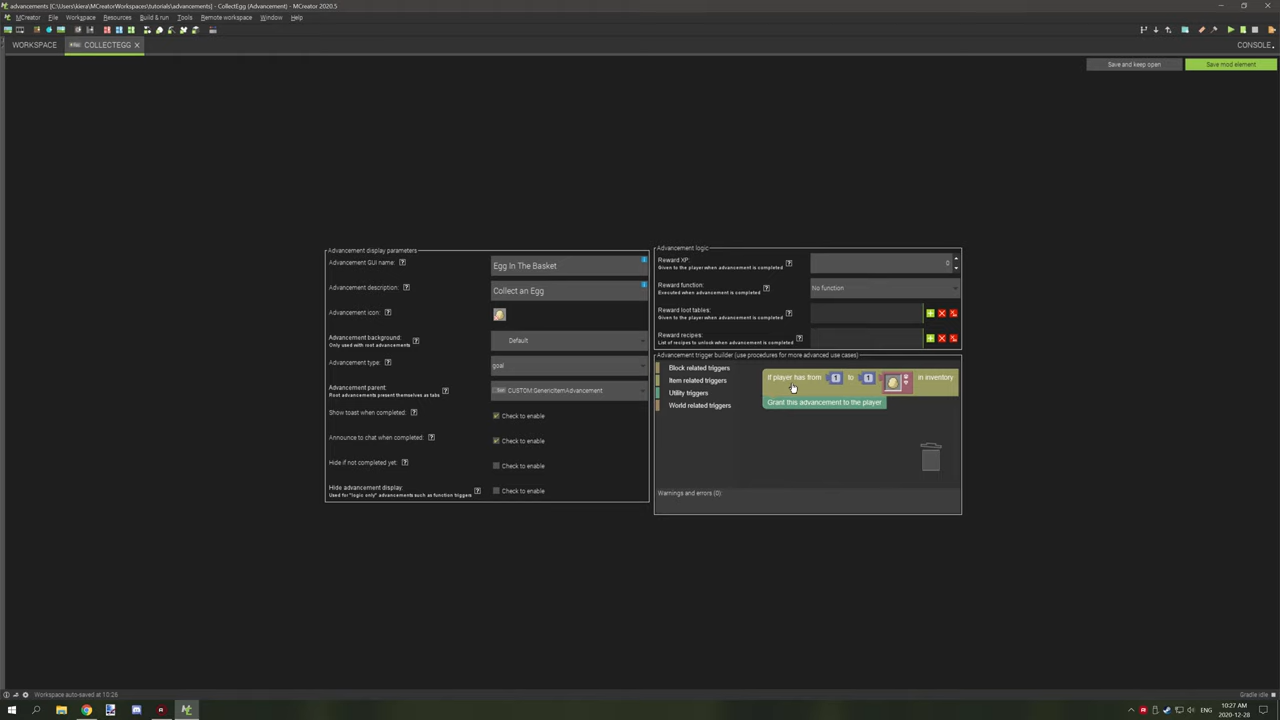 advancements [C:\Users\kiera\MCreatorWorkspaces\tutorials\advancements] - CollectEgg (Advancement) - MCreator 2020.5
MCreator File Workspace Resources Build & run Tools Remote workspace Window Help
WORKSPACE COLLECTEGG CONSOLE
Save and keep open Save mod element
Advancement display parameters
Advancement GUI name: ? Egg In The Basket
Advancement description: ? Collect an Egg
Advancement icon: ?
Advancement background: ? Default
Only used with root advancements
Advancement type: ? goal
Advancement parent: ? CUSTOM:GenericItemAdvancement
Root advancements present themselves as tabs
Show toast when completed: ? Check to enable
Announce to chat when completed: ? Check to enable
Hide if not completed yet: ? Check to enable
Hide advancement display: ? Check to enable
Used for "logic only" advancements such as function triggers
Advancement logic
Reward XP: ? 0
Given to the player when advancement is completed
Reward function: ? No function
Executed when advancement is completed
Reward loot tables: ?
Given to the player when advancement is completed
Reward recipes: ?
List of recipes to unlock when advancement is completed
Advancement trigger builder (use procedures for more advanced use cases)
Block related triggers
Item related triggers
Utility triggers
World related triggers
If player has from 1 to 1 in inventory
Grant this advancement to the player
Warnings and errors (0)
Workspace auto-saved at 10:26 Gradle idle
ENG 10:27 AM
2020-12-28